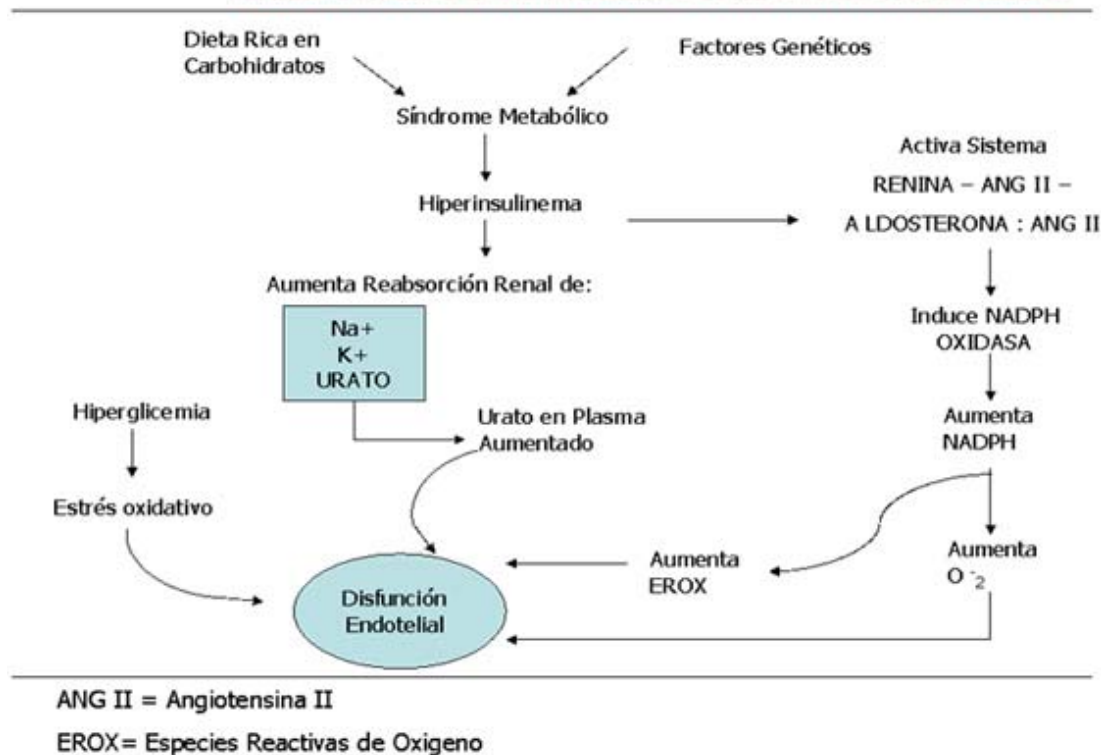 Dieta Rica en
Carbohidratos
Factores Genéticos
Síndrome Metabólico
Activa Sistema
RENINA – ANG II –
A LDOSTERONA : ANG II
Hiperinsulinema
Aumenta Reabsorción Renal de:
Na+
K+
URATO
Induce NADPH
OXIDASA
Hiperglicemia
Urato en Plasma
Aumentado
Aumenta
NADPH
Estrés oxidativo
Aumenta
EROX
Aumenta
O⁻₂
Disfunción
Endotelial
ANG II = Angiotensina II
EROX= Especies Reactivas de Oxigeno